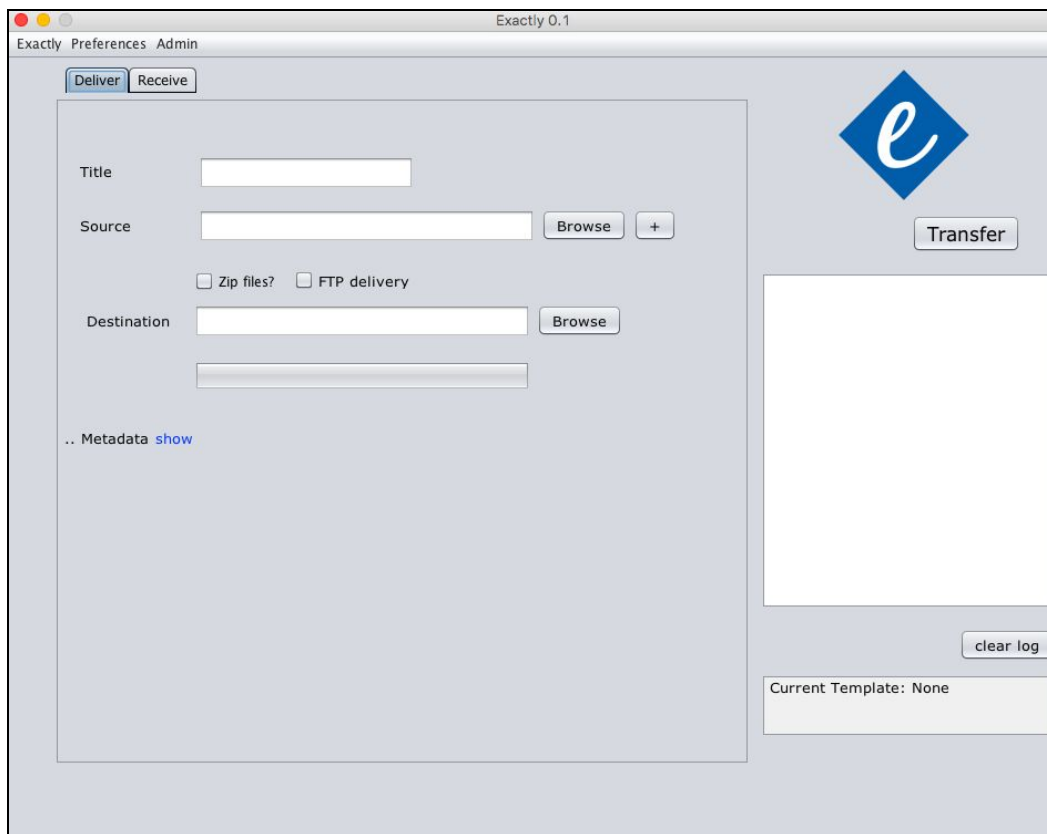 Exactly 0.1
Exactly Preferences Admin
Deliver Receive
Title
Source Browse +
Zip files? FTP delivery
Destination Browse
.. Metadata show
e
Transfer
clear log
Current Template: None